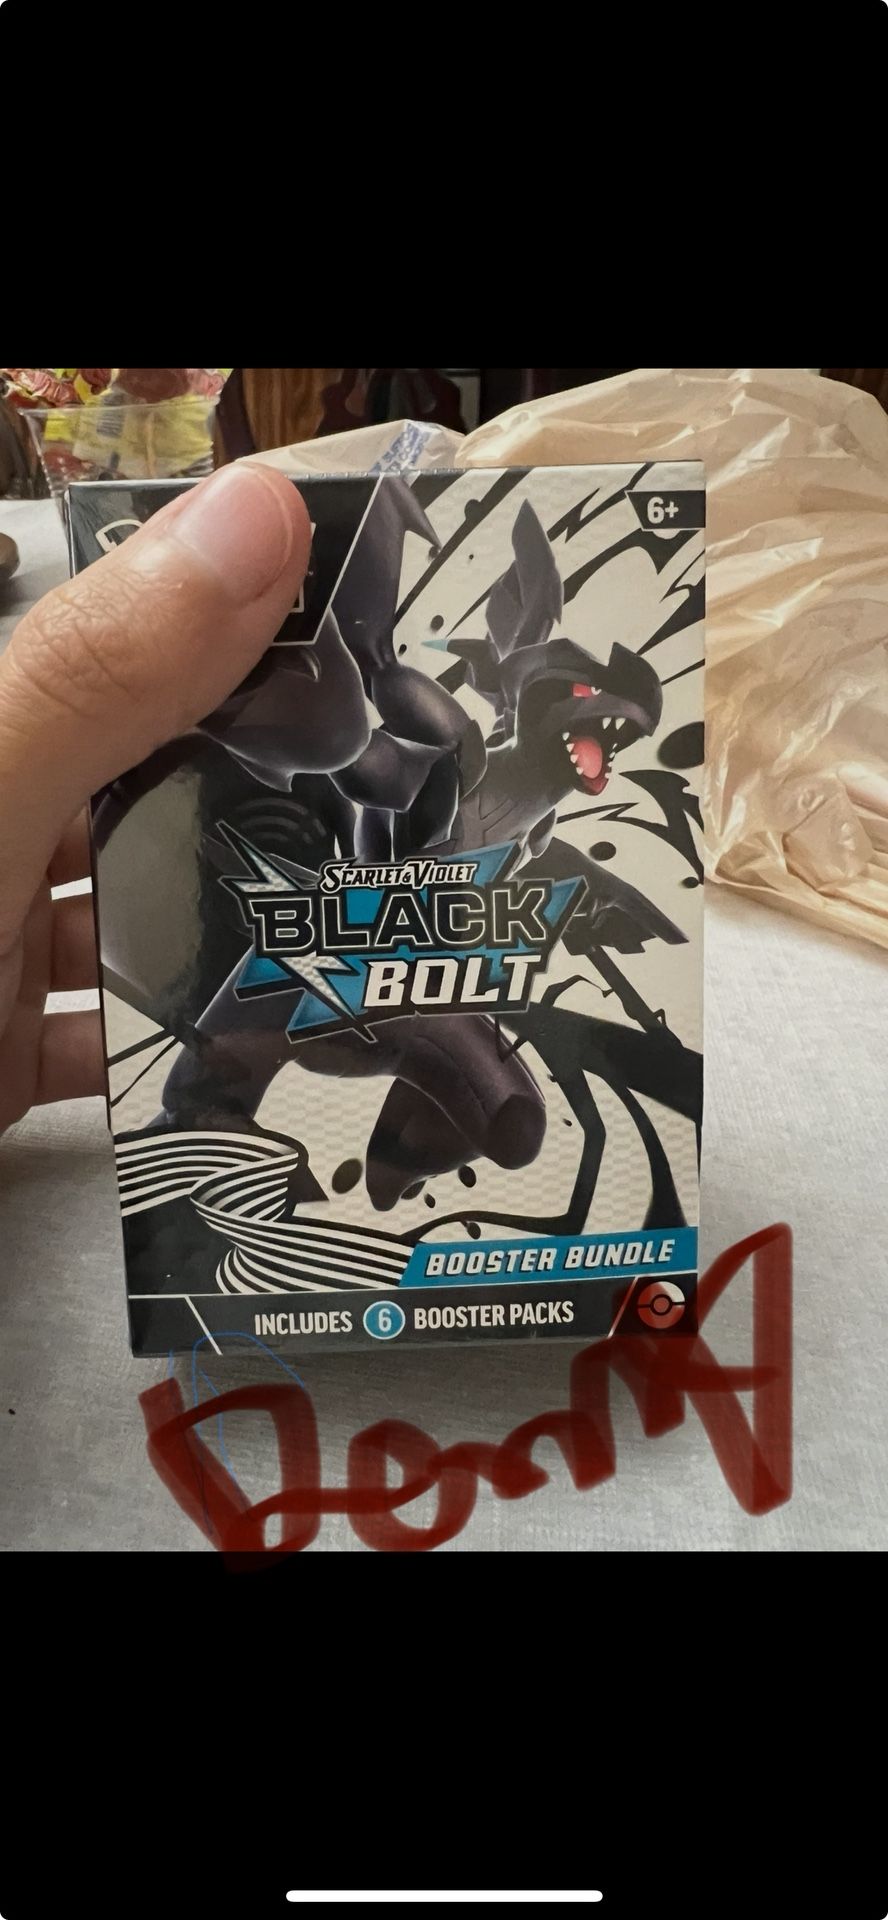 6+
SCARLET & VIOLET
BLACK
BOLT
BOOSTER BUNDLE
INCLUDES 6 BOOSTER PACKS